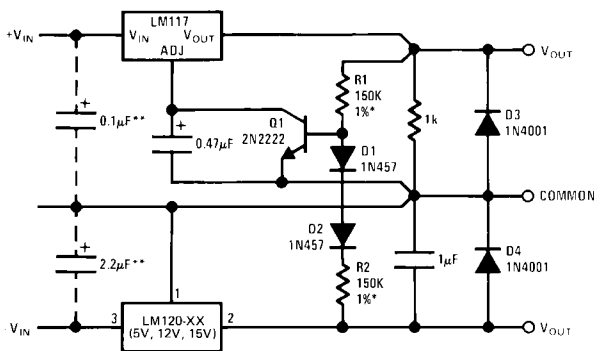 LM117
+VIN
VIN VOUT
ADJ
VOUT
R1
150K
1%*
+
0.1µF**
+
0.47µF
Q1
2N2222
1k
D3
1N4001
D1
1N457
COMMON
D2
1N457
+
2.2µF**
R2
150K
1%*
1µF
D4
1N4001
1
-VIN
3
LM120-XX
(5V, 12V, 15V)
2
VOUT